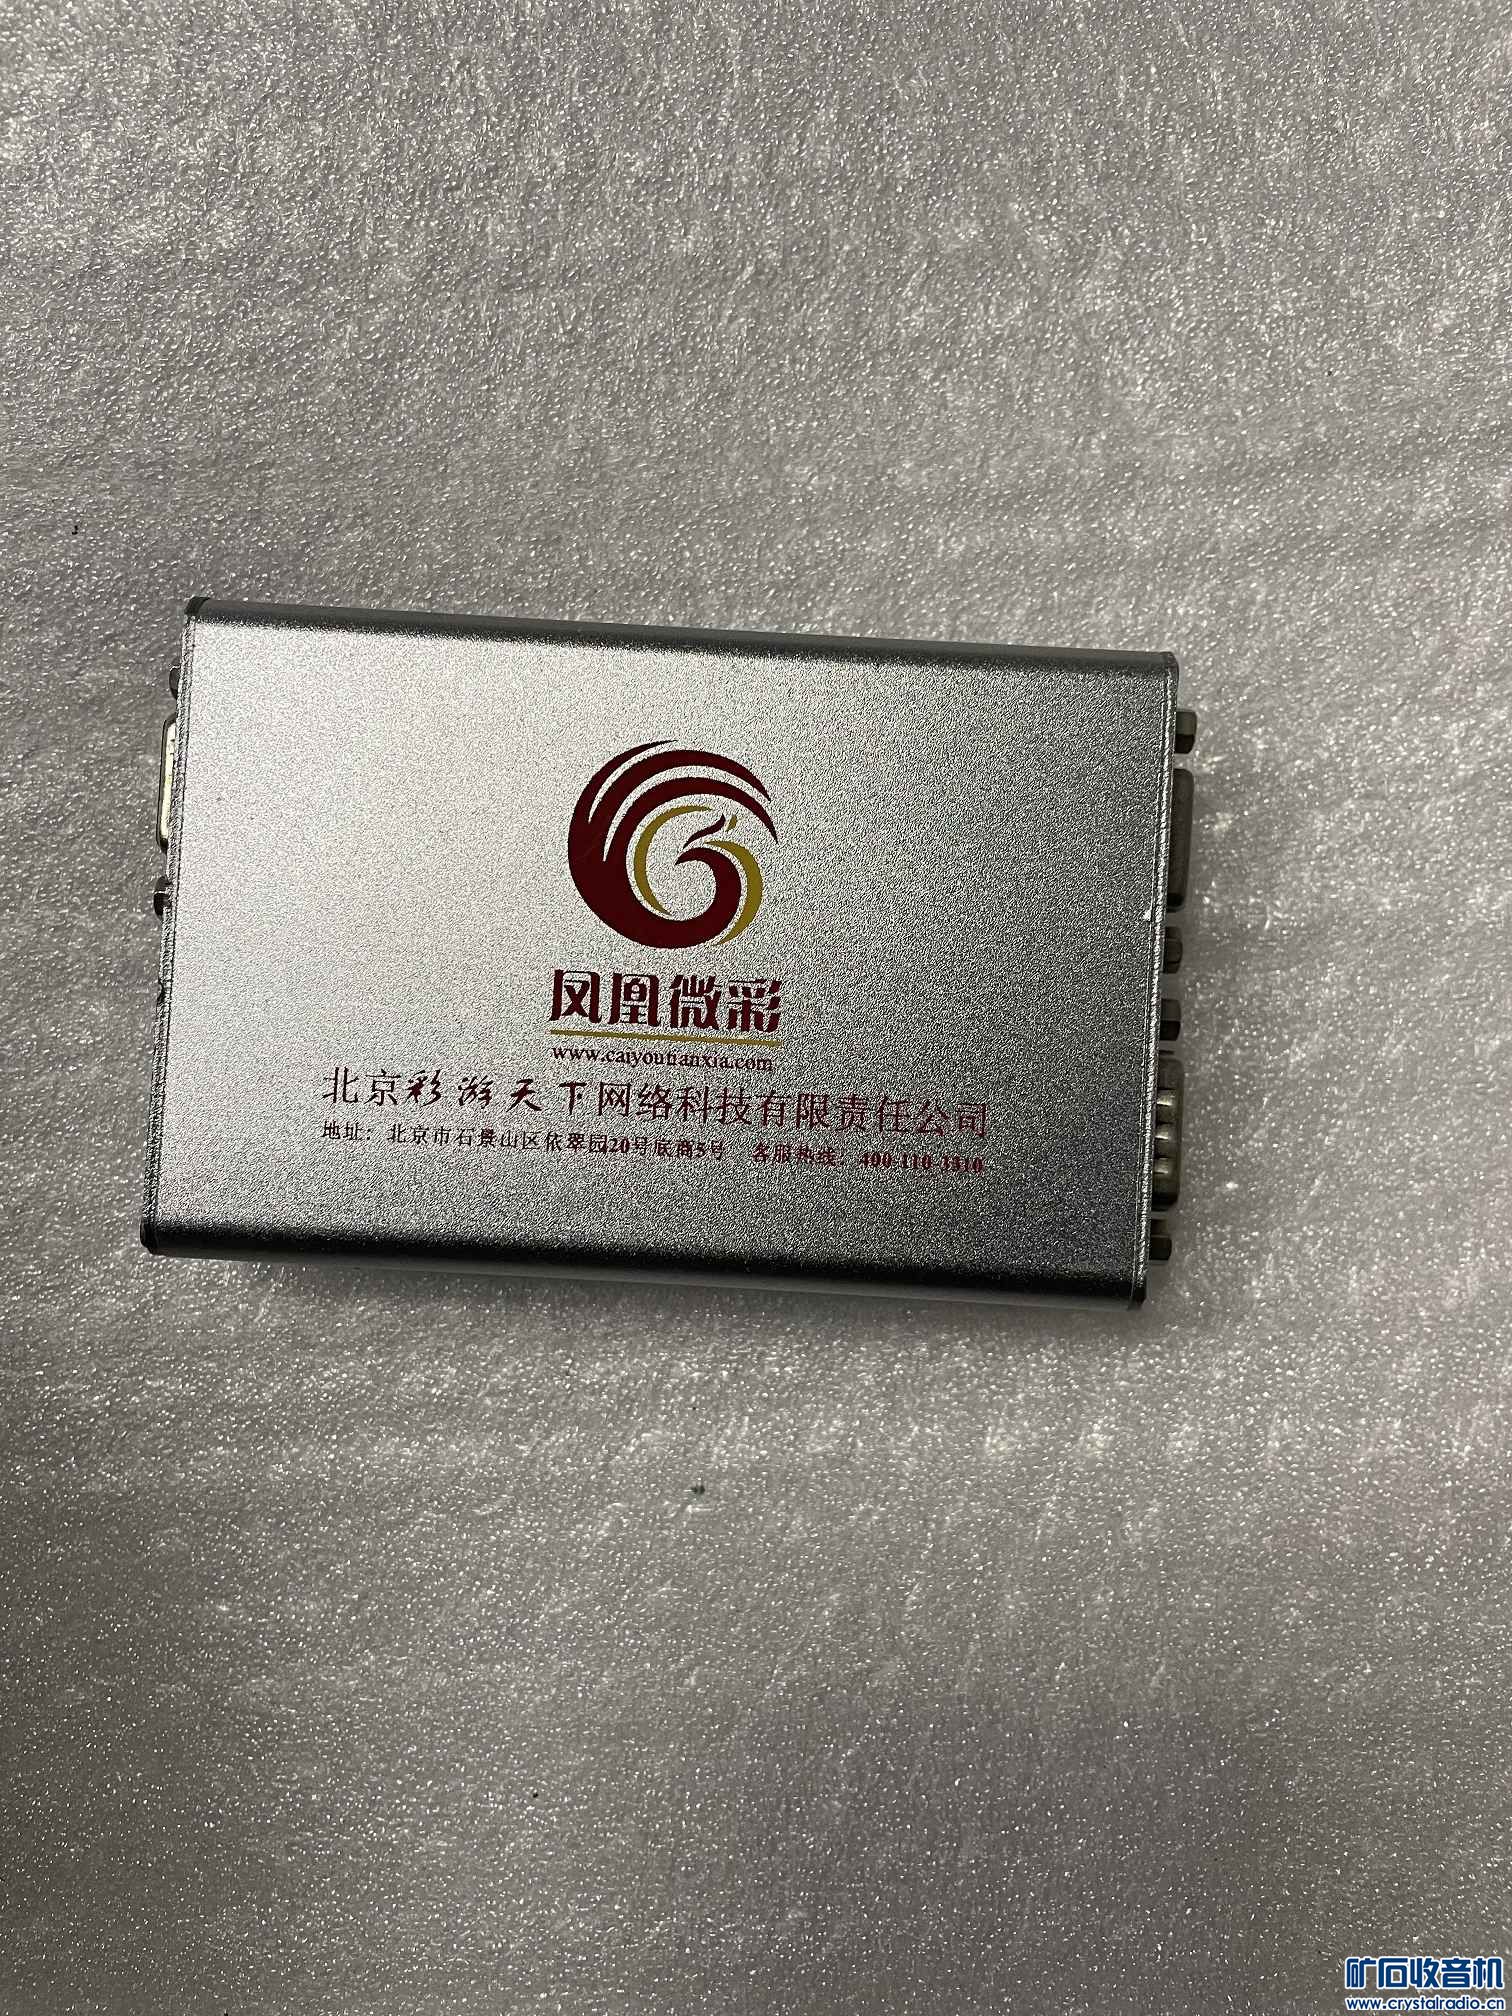 凤凰微彩
www.caiyoutianxia.com
北京彩游天下网络科技有限责任公司
地址：北京市石景山区依翠园20号底商5号 客服热线：400-110-3910
矿石收音机
www.crystalradio.cn